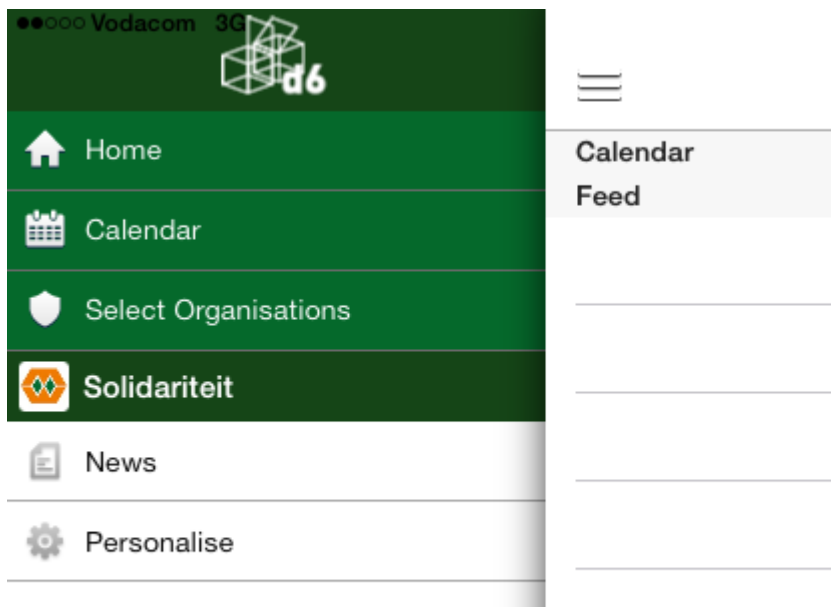 Vodacom 3G
d6
Home
Calendar
Select Organisations
Solidariteit
News
Personalise
Calendar
Feed